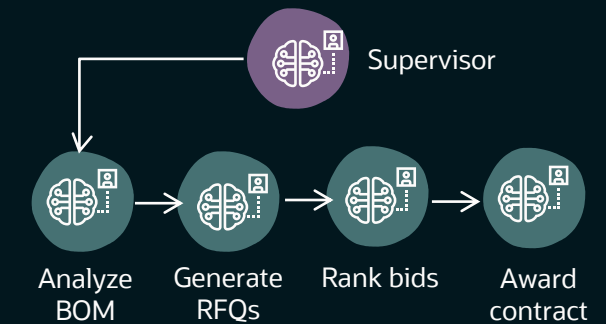 Supervisor
Analyze
BOM
Generate
RFQs
Rank bids
Award
contract